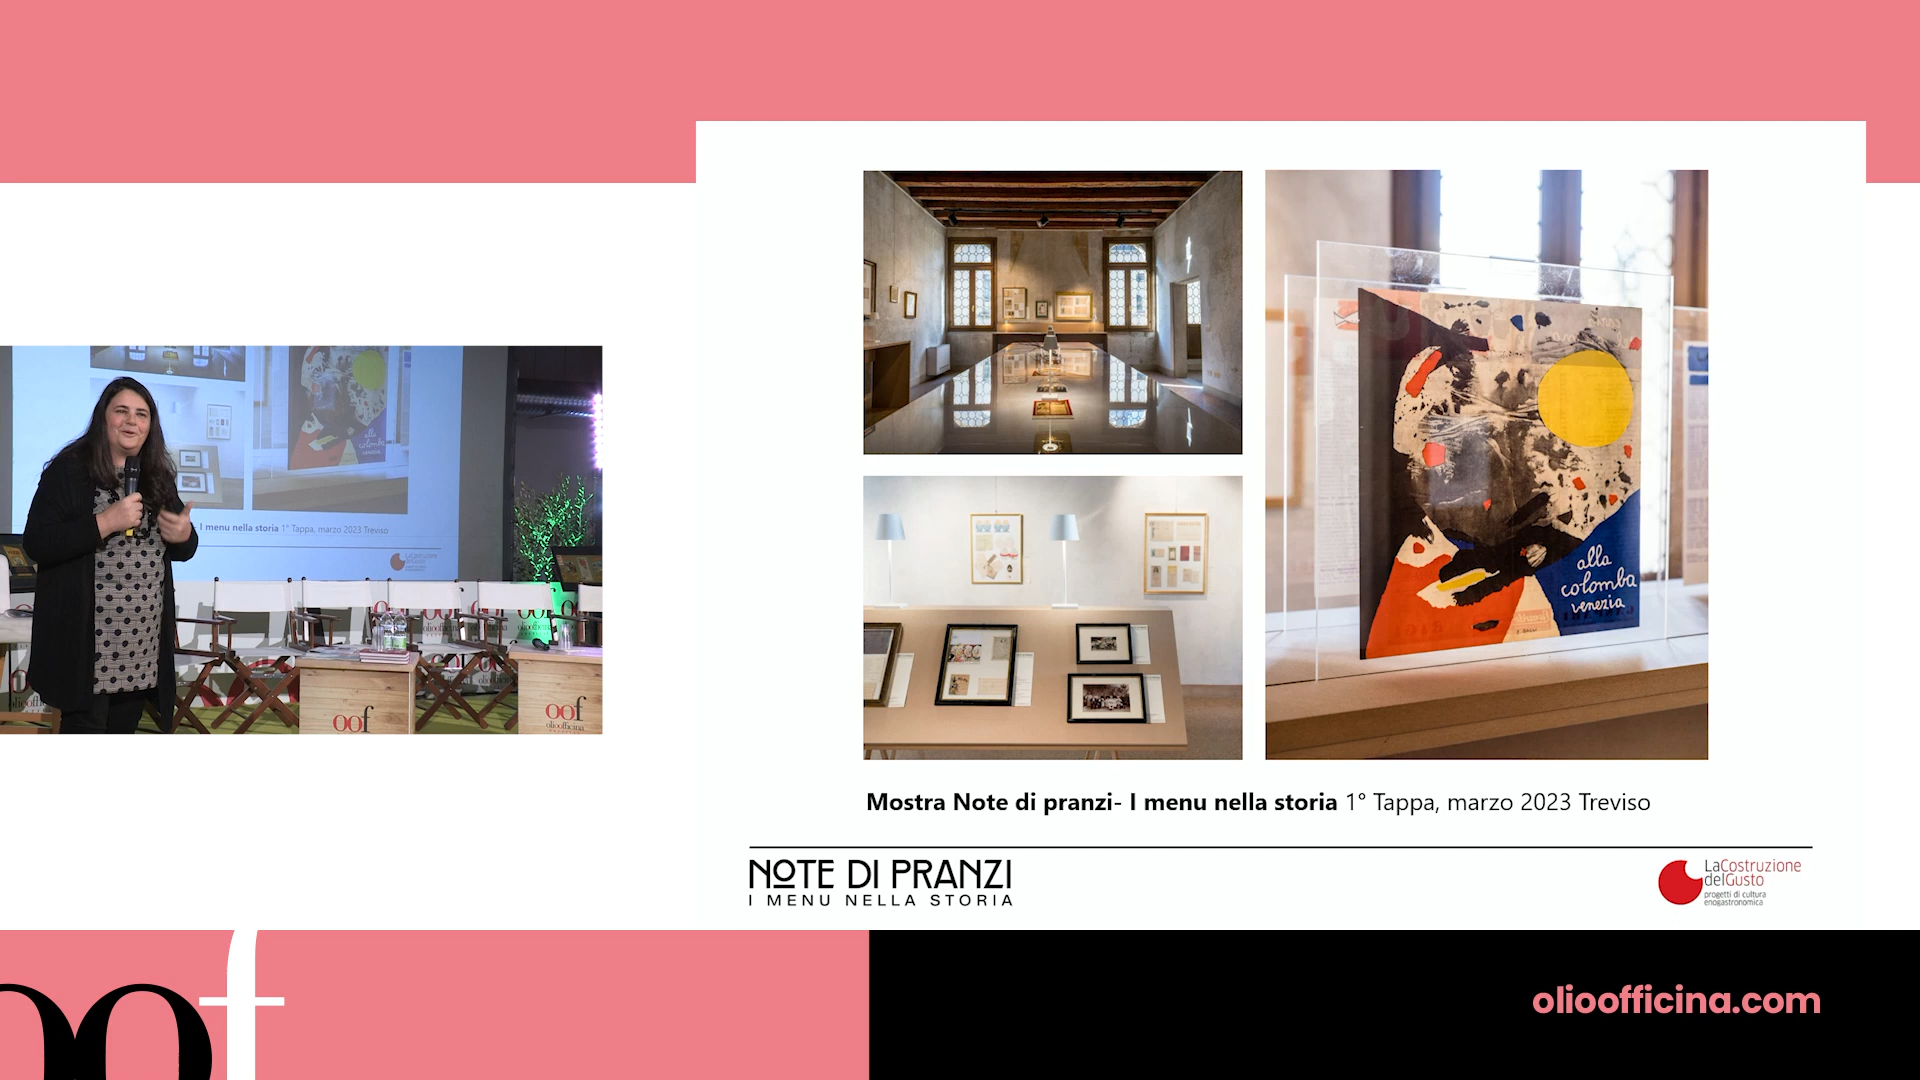 I menu nella storia 1° Tappa, marzo 2023 Treviso
oof
oof
olioofficina
alla
colomba
venezia
Mostra Note di pranzi- I menu nella storia 1° Tappa, marzo 2023 Treviso
NOTE DI PRANZI
I MENU NELLA STORIA
LaCostruzione
delGusto
progetti di cultura
enogastronomica
oof
olioofficina.com